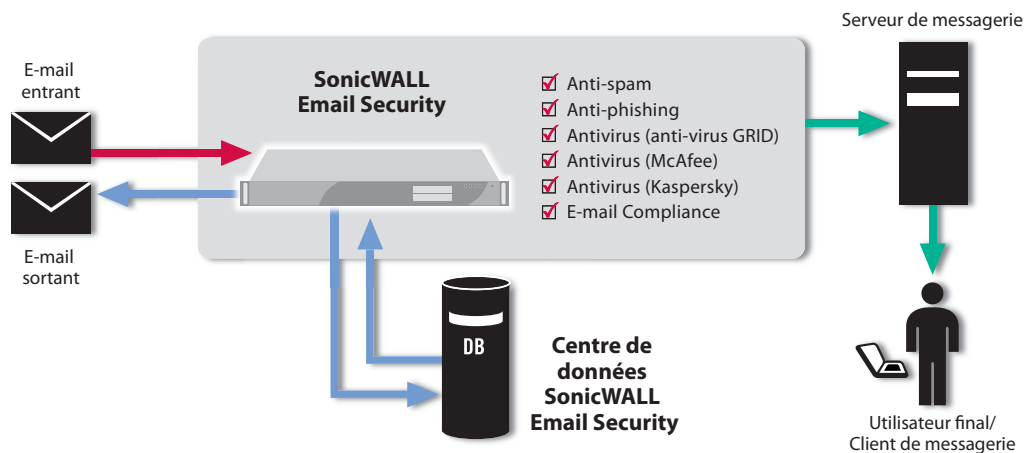 E-mail
entrant
E-mail
sortant
SonicWALL
Email Security
Anti-spam
Anti-phishing
Antivirus (anti-virus GRID)
Antivirus (McAfee)
Antivirus (Kaspersky)
E-mail Compliance
DB
Centre de
données
SonicWALL
Email Security
Serveur de messagerie
Utilisateur final/
Client de messagerie